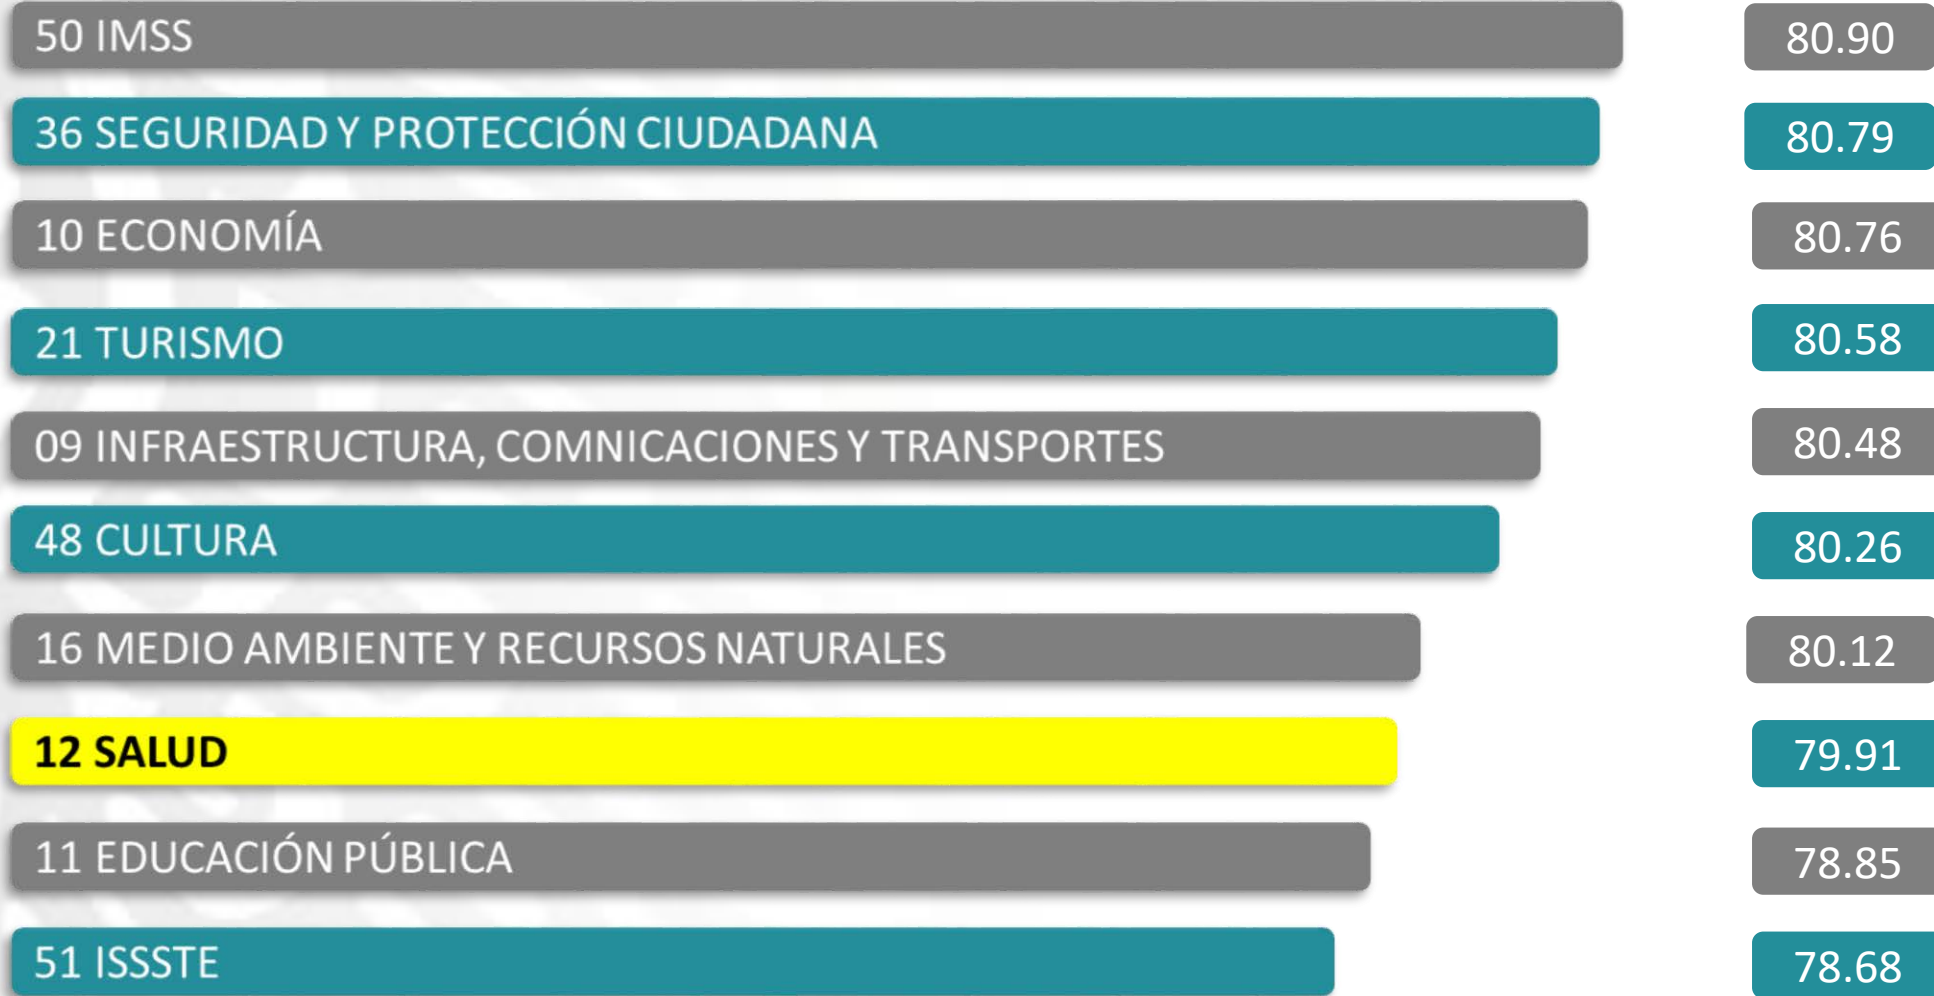 50 IMSS 80.90
36 SEGURIDAD Y PROTECCIÓN CIUDADANA 80.79
10 ECONOMÍA 80.76
21 TURISMO 80.58
09 INFRAESTRUCTURA, COMNICACIONES Y TRANSPORTES 80.48
48 CULTURA 80.26
16 MEDIO AMBIENTE Y RECURSOS NATURALES 80.12
12 SALUD 79.91
11 EDUCACIÓN PÚBLICA 78.85
51 ISSSTE 78.68